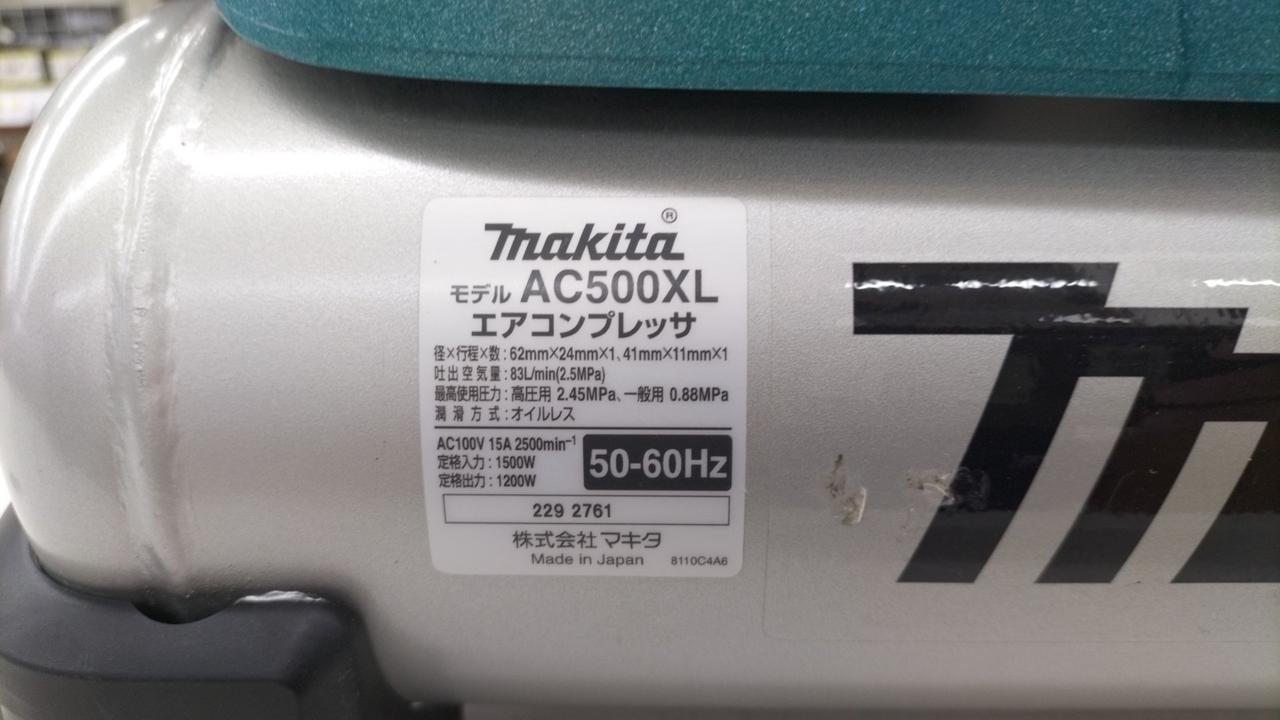 makita®
モデル AC500XL
エアコンプレッサ
径×行程×数:62mm×24mm×1、41mm×11mm×1
吐出空気量:83L/min(2.5MPa)
最高使用圧力:高圧用 2.45MPa、一般用 0.88MPa
潤滑方式:オイルレス
AC100V 15A 2500min⁻¹
定格入力:1500W
定格出力:1200W
50-60Hz
229 2761
株式会社マキタ
Made in Japan 8110C4A6